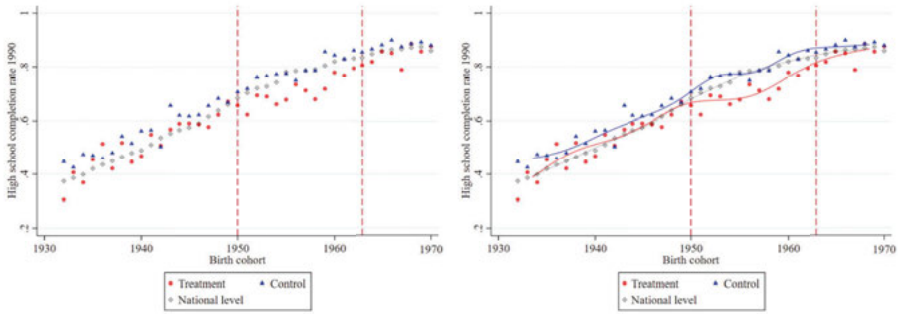 High school completion rate 1990
1
.8
.6
.4
.2
1930 1940 1950 1960 1970
Birth cohort
Treatment Control
National level
High school completion rate 1990
1
.8
.6
.4
.2
1930 1940 1950 1960 1970
Birth cohort
Treatment Control
National level